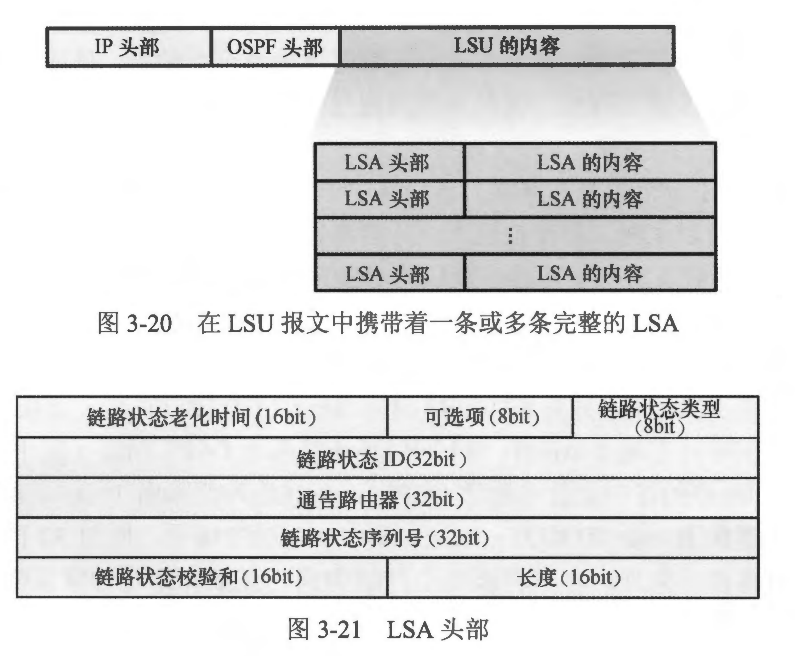 IP 头部 OSPF 头部 LSU 的内容
LSA 头部 LSA 的内容
LSA 头部 LSA 的内容
⋮
LSA 头部 LSA 的内容
图 3-20 在 LSU 报文中携带着一条或多条完整的 LSA
链路状态老化时间(16bit) 可选项(8bit) 链路状态类型
(8bit)
链路状态 ID(32bit)
通告路由器(32bit)
链路状态序列号(32bit)
链路状态校验和(16bit) 长度(16bit)
图 3-21 LSA 头部